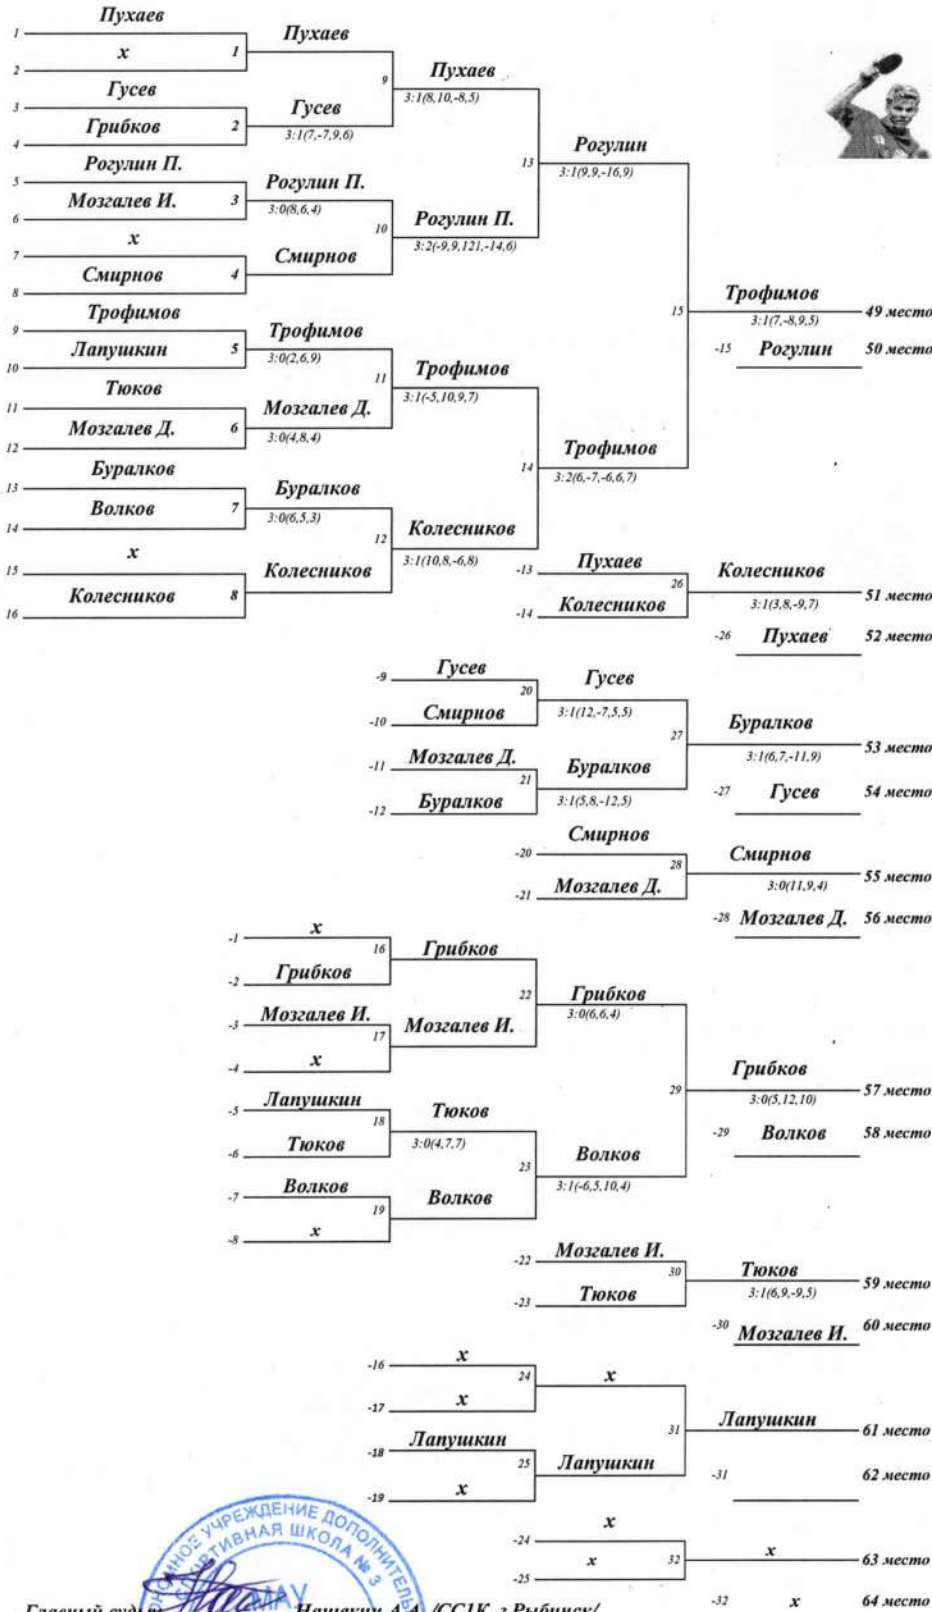 Пухаев
1
x 1 Пухаев
2
9 Пухаев
Гусев
3:1(8,10,-8,5)
3
Грибков 2 Гусев
4
3:1(7,-7,9,6)
13 Рогулин
3:1(9,9,-16,9)
Рогулин П.
5
Мозгалев И. 3 Рогулин П.
6
3:0(8,6,4)
10 Рогулин П.
3:2(-9,9,121,-14,6)
x
7
Смирнов 4 Смирнов
8
15 Трофимов 49 место
3:1(7,-8,9,5)
-15 Рогулин 50 место
Трофимов
9
Лапушкин 5 Трофимов
10
3:0(2,6,9)
11 Трофимов
3:1(-5,10,9,7)
Тюков
11
Мозгалев Д. 6 Мозгалев Д.
12
3:0(4,8,4)
14 Трофимов
3:2(6,-7,-6,6,7)
Буралков
13
Волков 7 Буралков
14
3:0(6,5,3)
12 Колесников
3:1(10,8,-6,8)
x
15
Колесников 8 Колесников
16
-13 Пухаев
26 Колесников 51 место
3:1(3,8,-9,7)
-14 Колесников
-26 Пухаев 52 место
-9 Гусев
20 Гусев
3:1(12,-7,5,5)
-10 Смирнов
27 Буралков 53 место
3:1(6,7,-11,9)
-11 Мозгалев Д.
21 Буралков
3:1(5,8,-12,5)
-12 Буралков
-27 Гусев 54 место
-20 Смирнов
28 Смирнов 55 место
3:0(11,9,4)
-21 Мозгалев Д.
-28 Мозгалев Д. 56 место
-1 x
16 Грибков
-2 Грибков
22 Грибков
3:0(6,6,4)
-3 Мозгалев И.
17 Мозгалев И.
-4 x
29 Грибков 57 место
3:0(5,12,10)
-29 Волков 58 место
-5 Лапушкин
18 Тюков
3:0(4,7,7)
-6 Тюков
23 Волков
3:1(-6,5,10,4)
-7 Волков
19 Волков
-8 x
-22 Мозгалев И.
30 Тюков 59 место
3:1(6,9,-9,5)
-23 Тюков
-30 Мозгалев И. 60 место
-16 x
24 x
-17 x
31 Лапушкин 61 место
-18 Лапушкин
25 Лапушкин
-19 x
-31 62 место
-24 x
x 32 x 63 место
-25
-32 x 64 место
УЧРЕЖДЕНИЕ
СПОРТИВНАЯ ШКОЛА № 3
МАУ
Главный судья
/СС1К, г.Рыбинск/